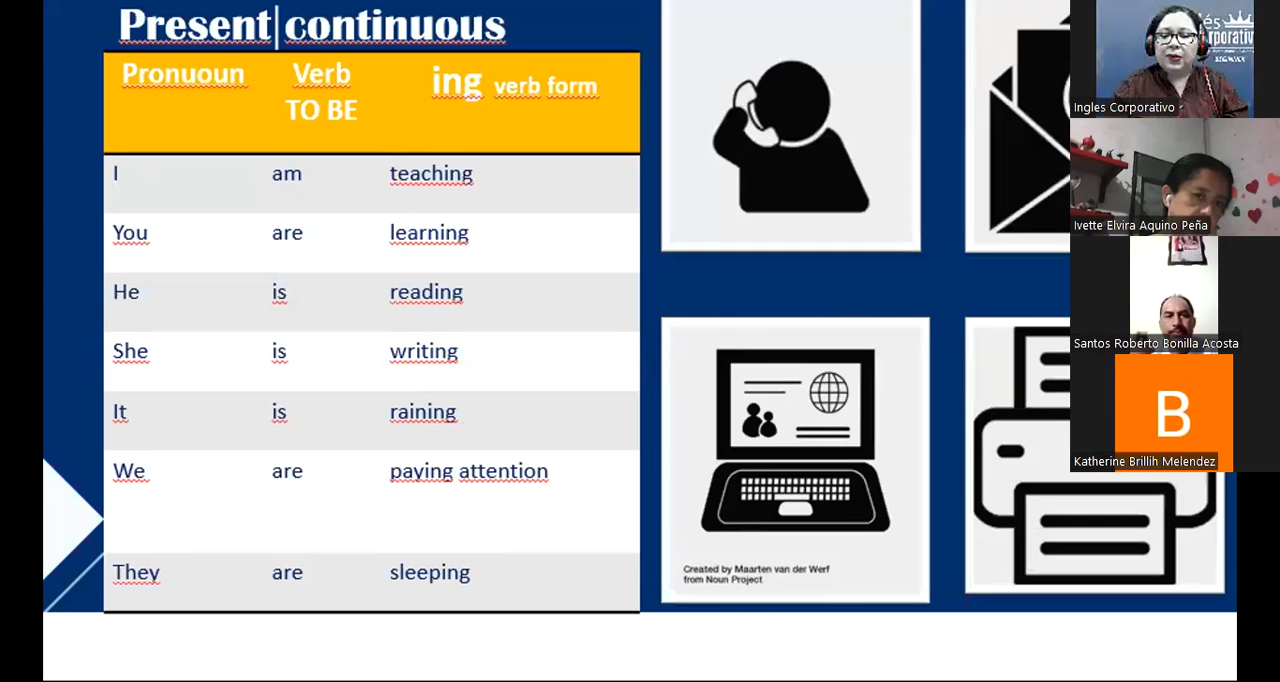 Present continuous
Pronuoun Verb TO BE ing verb form
I am teaching
You are learning
He is reading
She is writing
It is raining
We are paying attention
They are sleeping
Created by Maarten van der Werf
from Noun Project
Ingles Corporativo
Ivette Elvira Aquino Peña
Santos Roberto Bonilla Acosta
B
Katherine Brillih Melendez